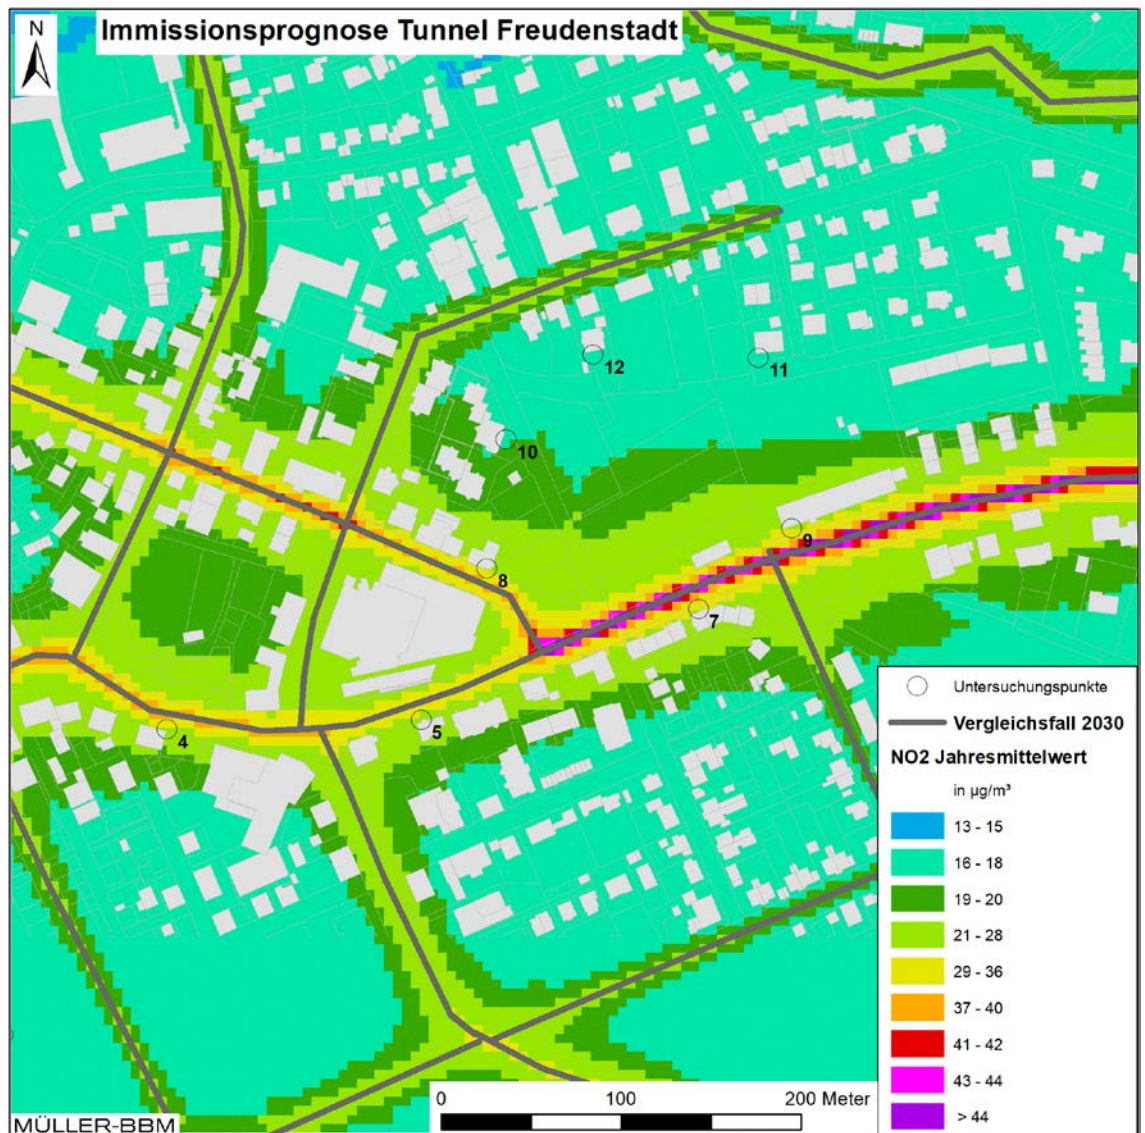 Immissionsprognose Tunnel Freudenstadt
N
12
11
10
9
8
7
4
5
Untersuchungspunkte
Vergleichsfall 2030
NO2 Jahresmittelwert
in µg/m³
13 - 15
16 - 18
19 - 20
21 - 28
29 - 36
37 - 40
41 - 42
43 - 44
> 44
0 100 200 Meter
MÜLLER-BBM